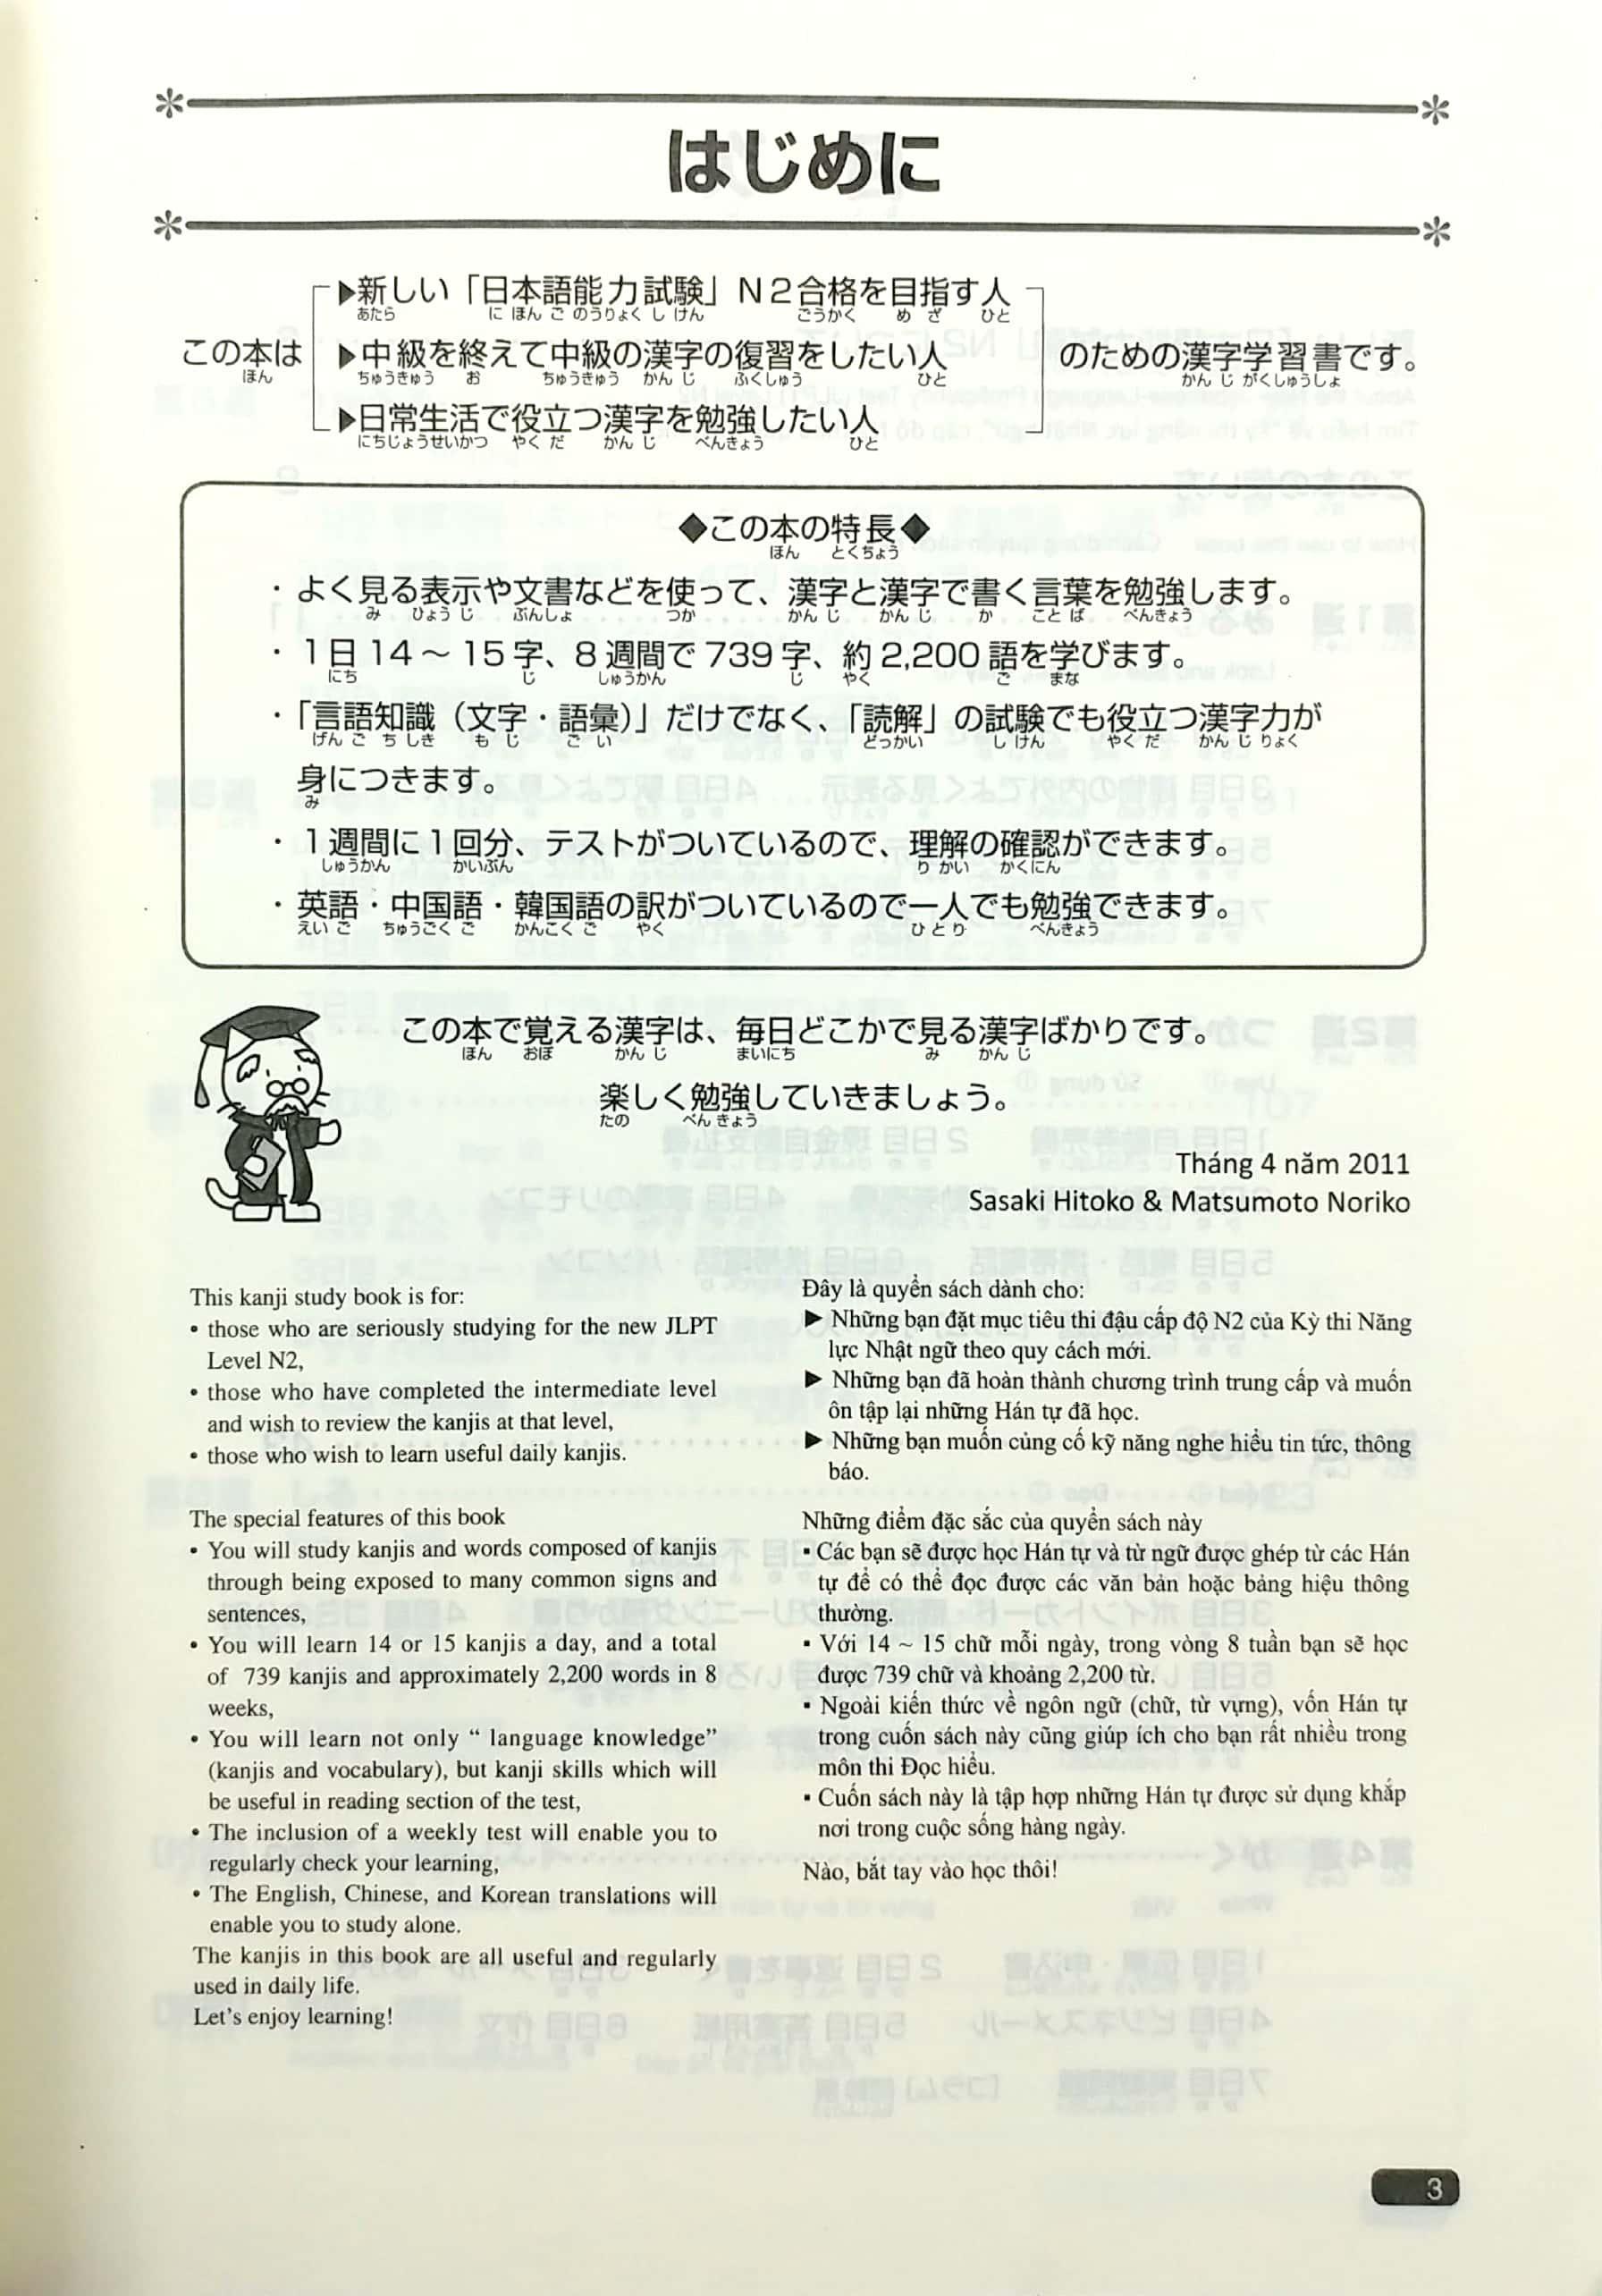 はじめに
この本は
▶新しい「日本語能力試験」N2合格を目指す人
▶中級を終えて中級の漢字の復習をしたい人
▶日常生活で役立つ漢字を勉強したい人
のための漢字学習書です。
◆この本の特長◆
・よく見る表示や文書などを使って、漢字と漢字で書く言葉を勉強します。
・1日14～15字、8週間で739字、約2,200語を学びます。
・「言語知識（文字・語彙）」だけでなく、「読解」の試験でも役立つ漢字力が
身につきます。
・1週間に1回分、テストがついているので、理解の確認ができます。
・英語・中国語・韓国語の訳がついているので一人でも勉強できます。
この本で覚える漢字は、毎日どこかで見る漢字ばかりです。
楽しく勉強していきましょう。
Tháng 4 năm 2011
Sasaki Hitoko & Matsumoto Noriko
This kanji study book is for:
• those who are seriously studying for the new JLPT
Level N2,
• those who have completed the intermediate level
and wish to review the kanjis at that level,
• those who wish to learn useful daily kanjis.
The special features of this book
• You will study kanjis and words composed of kanjis
through being exposed to many common signs and
sentences,
• You will learn 14 or 15 kanjis a day, and a total
of 739 kanjis and approximately 2,200 words in 8
weeks,
• You will learn not only “ language knowledge”
(kanjis and vocabulary), but kanji skills which will
be useful in reading section of the test,
• The inclusion of a weekly test will enable you to
regularly check your learning,
• The English, Chinese, and Korean translations will
enable you to study alone.
The kanjis in this book are all useful and regularly
used in daily life.
Let’s enjoy learning!
Đây là quyển sách dành cho:
▶ Những bạn đặt mục tiêu thi đậu cấp độ N2 của Kỳ thi Năng
lực Nhật ngữ theo quy cách mới.
▶ Những bạn đã hoàn thành chương trình trung cấp và muốn
ôn tập lại những Hán tự đã học.
▶ Những bạn muốn củng cố kỹ năng nghe hiểu tin tức, thông
báo.
Những điểm đặc sắc của quyển sách này
▪ Các bạn sẽ được học Hán tự và từ ngữ được ghép từ các Hán
tự để có thể đọc được các văn bản hoặc bảng hiệu thông
thường.
▪ Với 14 ~ 15 chữ mỗi ngày, trong vòng 8 tuần bạn sẽ học
được 739 chữ và khoảng 2,200 từ.
▪ Ngoài kiến thức về ngôn ngữ (chữ, từ vựng), vốn Hán tự
trong cuốn sách này cũng giúp ích cho bạn rất nhiều trong
môn thi Đọc hiểu.
▪ Cuốn sách này là tập hợp những Hán tự được sử dụng khắp
nơi trong cuộc sống hàng ngày.
Nào, bắt tay vào học thôi!
3